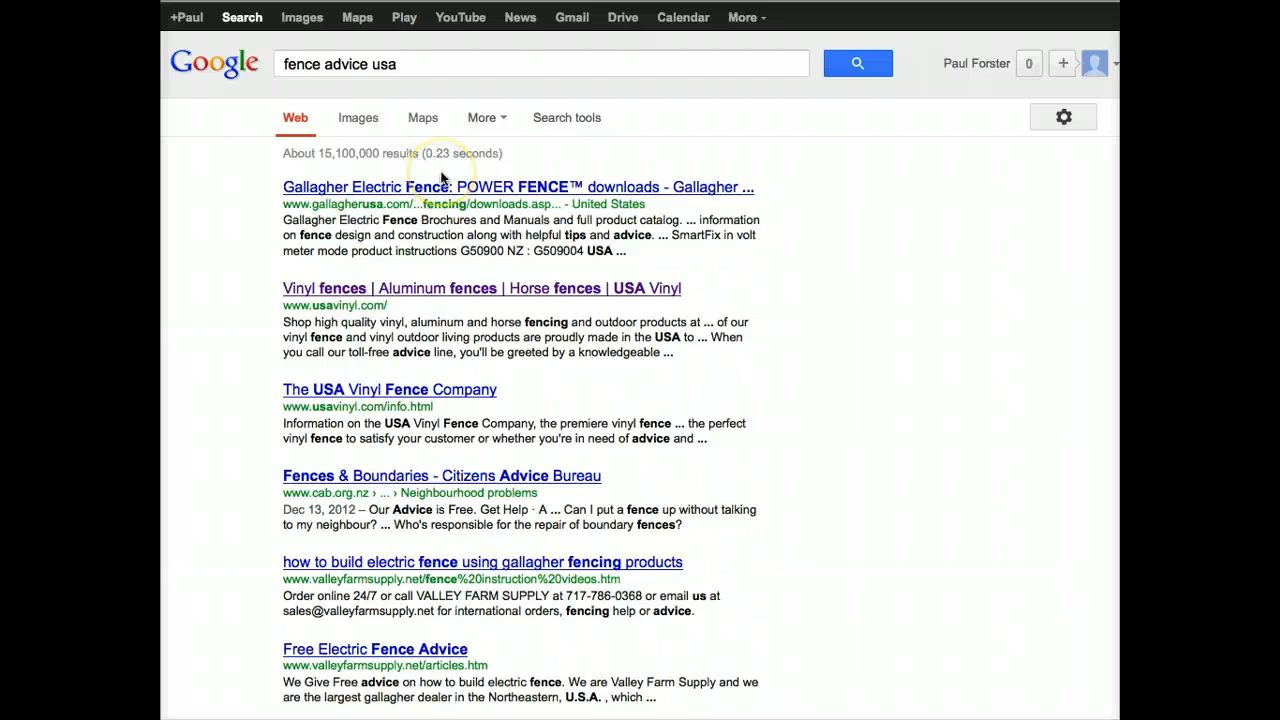 +Paul Search Images Maps Play YouTube News Gmail Drive Calendar More
Google fence advice usa Paul Forster 0 +
Web Images Maps More Search tools
About 15,100,000 results (0.23 seconds)
Gallagher Electric Fence: POWER FENCE™ downloads - Gallagher ...
www.gallagherusa.com/...fencing/downloads.asp... - United States
Gallagher Electric Fence Brochures and Manuals and full product catalog. ... information
on fence design and construction along with helpful tips and advice. ... SmartFix in volt
meter mode product instructions G50900 NZ : G509004 USA ...
Vinyl fences | Aluminum fences | Horse fences | USA Vinyl
www.usavinyl.com/
Shop high quality vinyl, aluminum and horse fencing and outdoor products at ... of our
vinyl fence and vinyl outdoor living products are proudly made in the USA to ... When
you call our toll-free advice line, you'll be greeted by a knowledgeable ...
The USA Vinyl Fence Company
www.usavinyl.com/info.html
Information on the USA Vinyl Fence Company, the premiere vinyl fence ... the perfect
vinyl fence to satisfy your customer or whether you're in need of advice and ...
Fences & Boundaries - Citizens Advice Bureau
www.cab.org.nz › ... › Neighbourhood problems
Dec 13, 2012 – Our Advice is Free. Get Help · A ... Can I put a fence up without talking
to my neighbour? ... Who's responsible for the repair of boundary fences?
how to build electric fence using gallagher fencing products
www.valleyfarmsupply.net/fence%20instruction%20videos.htm
Order online 24/7 or call VALLEY FARM SUPPLY at 717-786-0368 or email us at
sales@valleyfarmsupply.net for international orders, fencing help or advice.
Free Electric Fence Advice
www.valleyfarmsupply.net/articles.htm
We Give Free advice on how to build electric fence. We are Valley Farm Supply and we
are the largest gallagher dealer in the Northeastern, U.S.A. , which ...